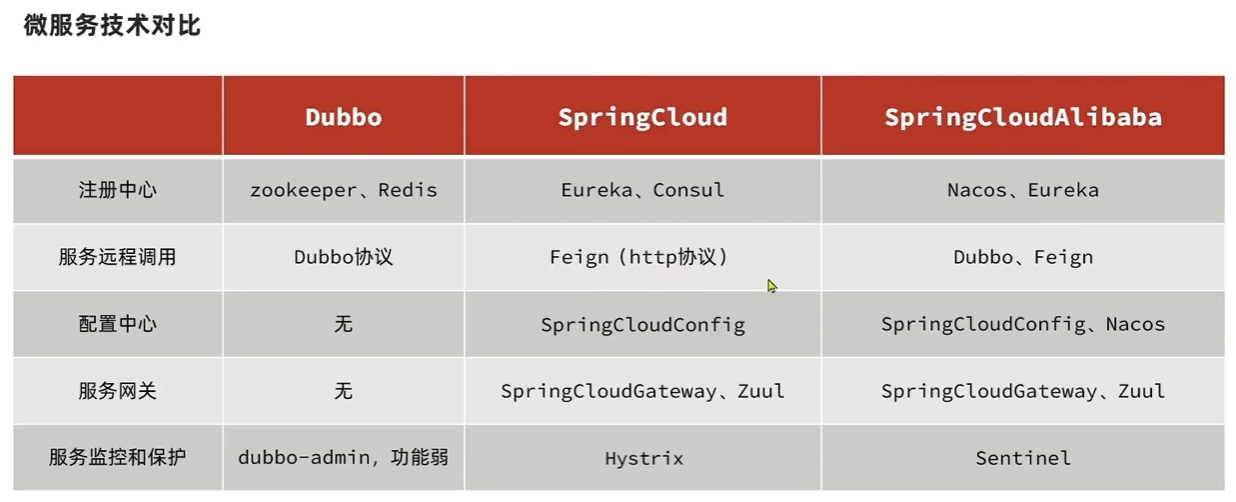 微服务技术对比
Dubbo SpringCloud SpringCloudAlibaba
注册中心 zookeeper、Redis Eureka、Consul Nacos、Eureka
服务远程调用 Dubbo协议 Feign（http协议） Dubbo、Feign
配置中心 无 SpringCloudConfig SpringCloudConfig、Nacos
服务网关 无 SpringCloudGateway、Zuul SpringCloudGateway、Zuul
服务监控和保护 dubbo-admin，功能弱 Hystrix Sentinel